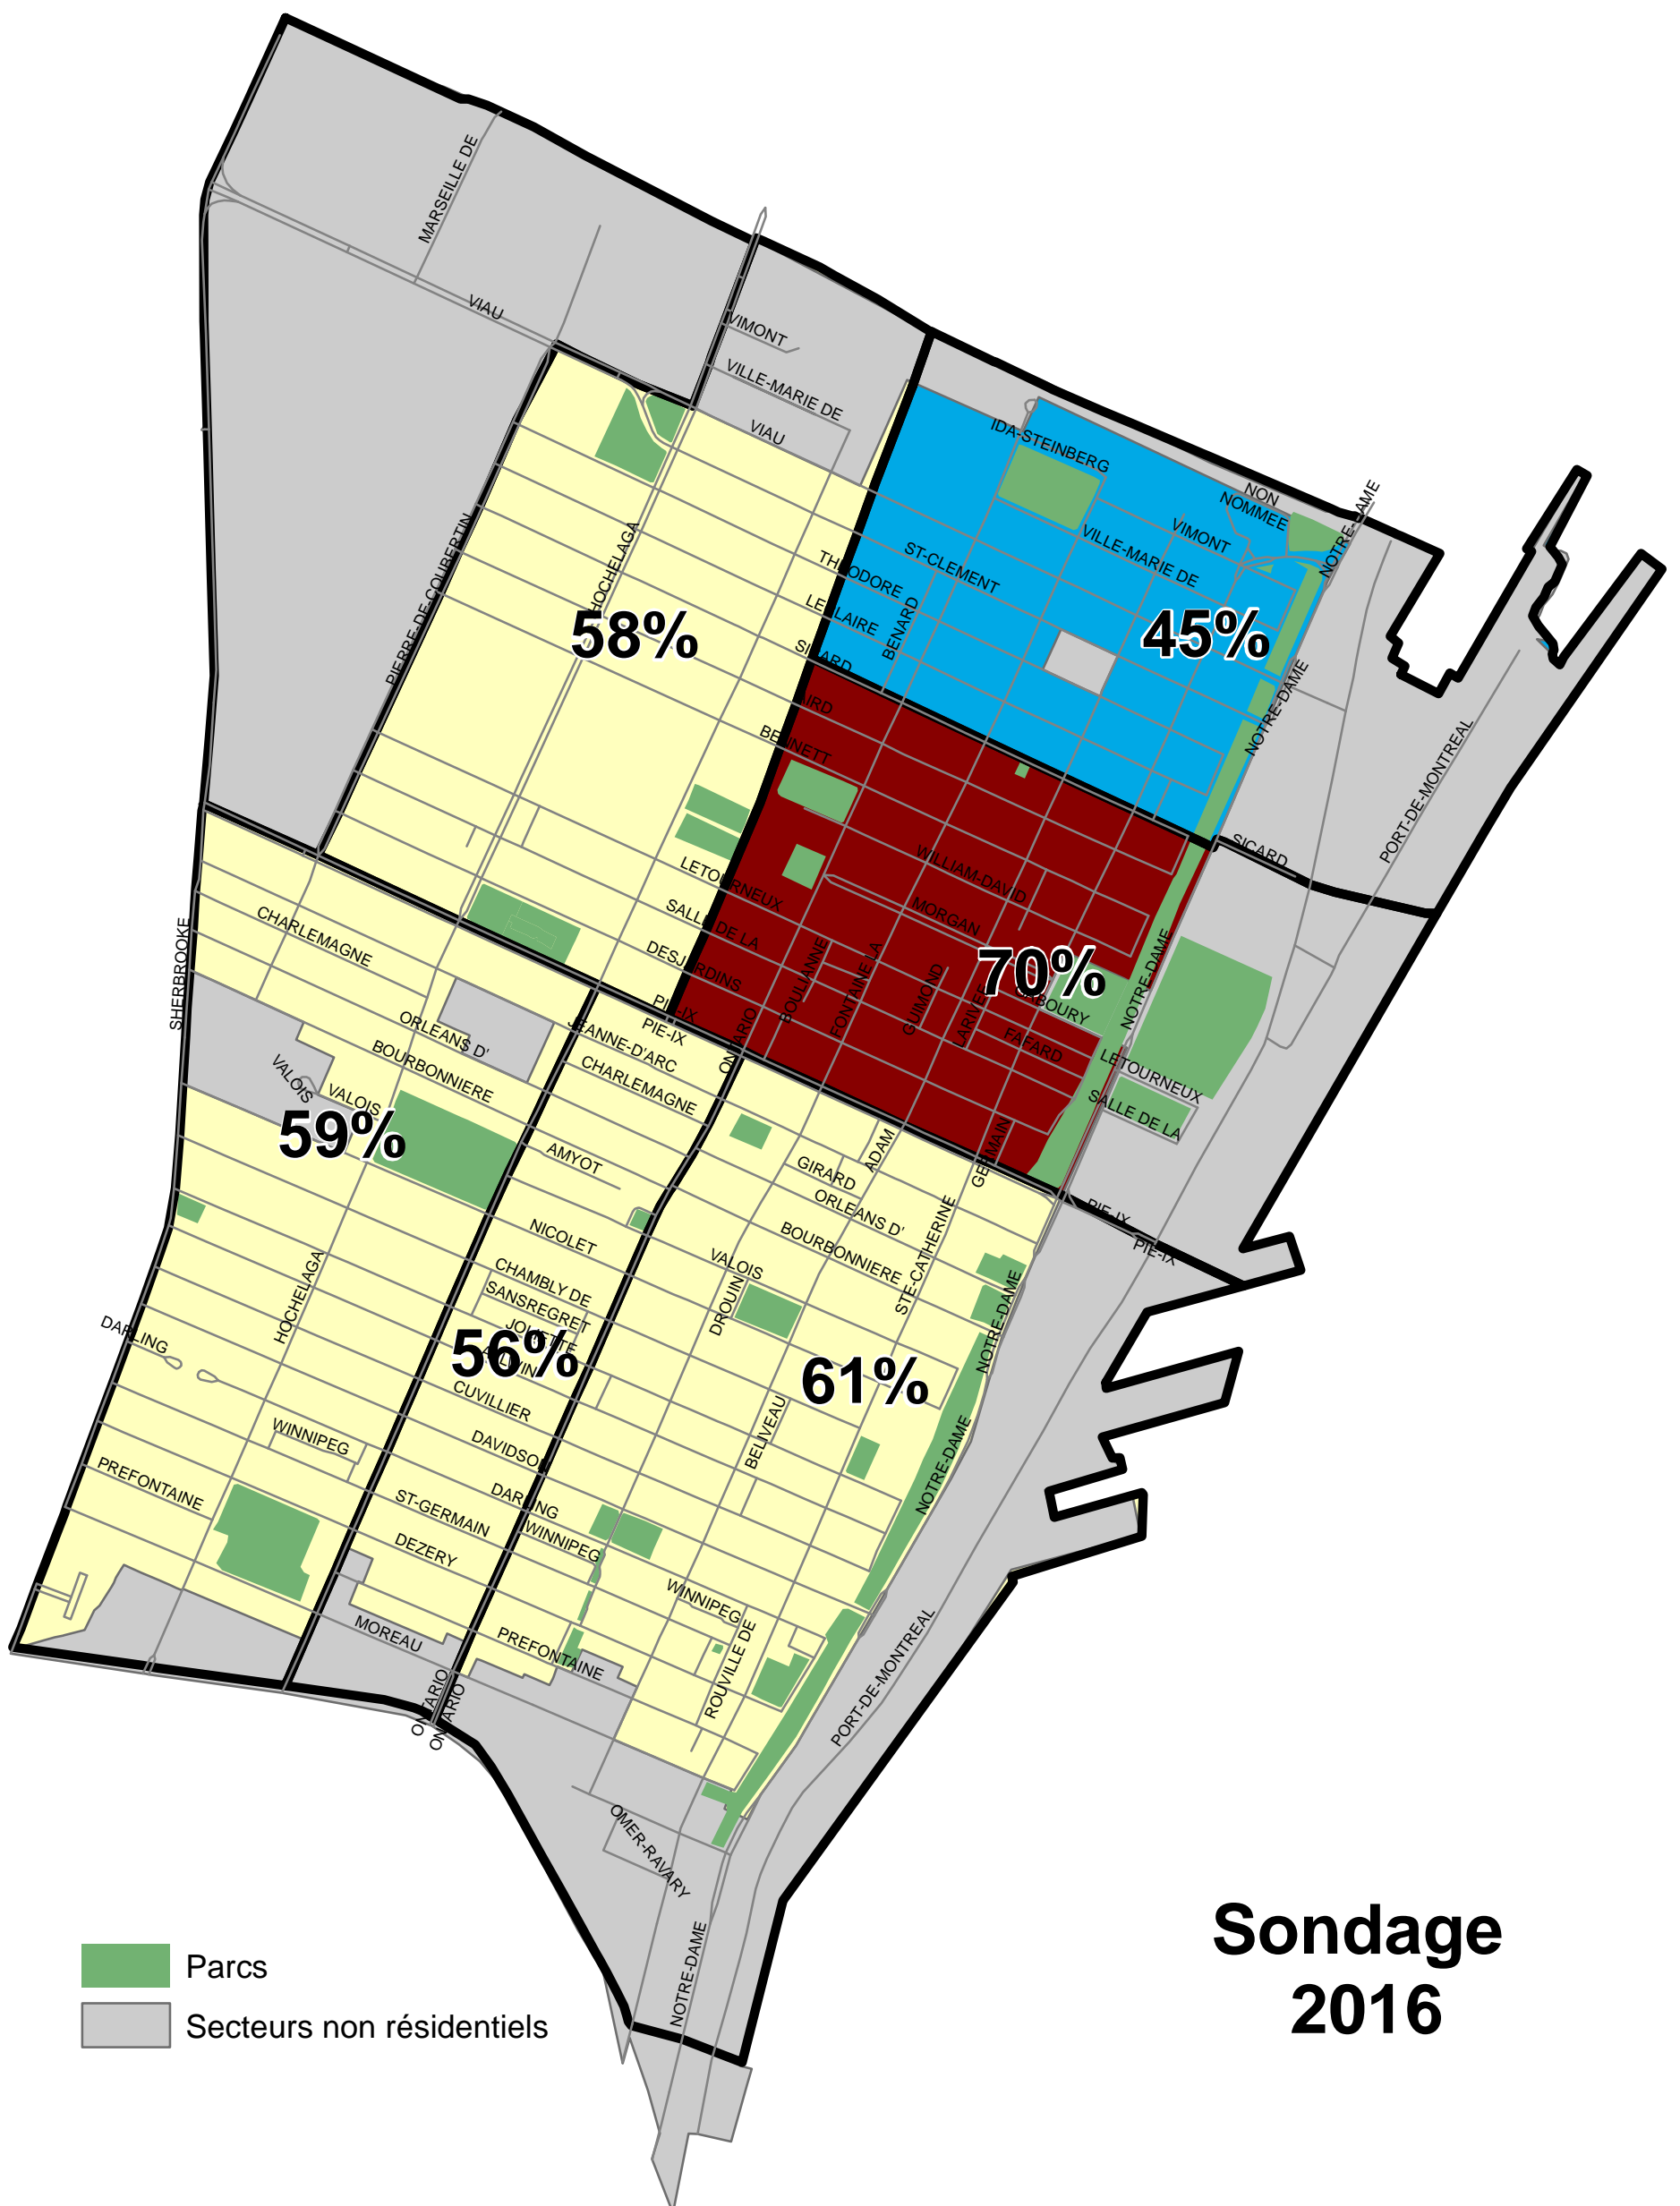 MARSEILLE DE
VIAU
VIMONT
VILLE-MARIE DE
VIAU
IDA-STEINBERG
NON
NOMMEE
NOTRE-DAME
VIMONT
VILLE-MARIE DE
ST-CLEMENT
THEODORE
LECLAIRE
BENARD
SICARD
HOCHELAGA
PIERRE-DE-COUBERTIN
58%
45%
NOTRE-DAME
PORT-DE-MONTREAL
BENNETT
SICARD
LETOURNEUX
SALLE DE LA
DESJARDINS
PIE-IX
PIE-IX
WILLIAM-DAVID
MORGAN
BOULIANNE
FONTAINE LA
GUIMOND
70%
FAFARD
NOTRE-DAME
LETOURNEUX
SALLE DE LA
ONTARIO
SHERBROOKE
CHARLEMAGNE
ORLEANS D'
BOURBONNIERE
VALOIS
VALOIS
59%
JEANNE-D'ARC
CHARLEMAGNE
AMYOT
NICOLET
GIRARD
ADAM
GERMAIN
ORLEANS D'
BOURBONNIERE
VALOIS
DROUIN
STE-CATHERINE
PIE-IX
PIE-IX
NOTRE-DAME
HOCHELAGA
DARLING
CHAMBLY DE
SANSREGRET
JOLIETTE
56%
61%
CUVILLIER
DAVIDSON
BELIVEAU
NOTRE-DAME
WINNIPEG
PREFONTAINE
DARLING
ST-GERMAIN
WINNIPEG
DEZERY
WINNIPEG
MOREAU
PREFONTAINE
ROUVILLE DE
PORT-DE-MONTREAL
ONTARIO
ONTARIO
OMER-RAVARY
NOTRE-DAME
Parcs
Secteurs non résidentiels
Sondage
2016